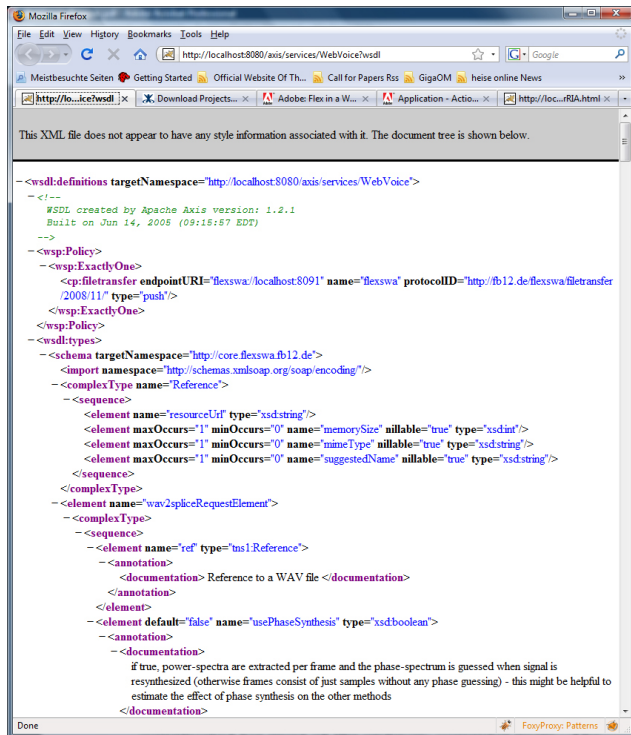 Mozilla Firefox
File Edit View History Bookmarks Tools Help
http://localhost:8080/axis/services/WebVoice?wsdl
Google
Meistbesuchte Seiten Getting Started Official Website Of Th... Call for Papers Rss GigaOM heise online News »
http://lo...ice?wsdl Download Projects... Adobe: Flex in a W... Application - Actio... http://loc...rRIA.html
This XML file does not appear to have any style information associated with it. The document tree is shown below.
−<wsdl:definitions targetNamespace="http://localhost:8080/axis/services/WebVoice">
−<!--
WSDL created by Apache Axis version: 1.2.1
Built on Jun 14, 2005 (09:15:57 EDT)
-->
−<wsp:Policy>
−<wsp:ExactlyOne>
<cp:filetransfer endpointURI="flexswa://localhost:8091" name="flexswa" protocolID="http://fb12.de/flexswa/filetransfer
/2008/11/" type="push"/>
</wsp:ExactlyOne>
</wsp:Policy>
−<wsdl:types>
−<schema targetNamespace="http://core.flexswa.fb12.de">
<import namespace="http://schemas.xmlsoap.org/soap/encoding/"/>
−<complexType name="Reference">
−<sequence>
<element name="resourceUrl" type="xsd:string"/>
<element maxOccurs="1" minOccurs="0" name="memorySize" nillable="true" type="xsd:int"/>
<element maxOccurs="1" minOccurs="0" name="mimeType" nillable="true" type="xsd:string"/>
<element maxOccurs="1" minOccurs="0" name="suggestedName" nillable="true" type="xsd:string"/>
</sequence>
</complexType>
−<element name="wav2spliceRequestElement">
−<complexType>
−<sequence>
−<element name="ref" type="tns1:Reference">
−<annotation>
<documentation> Reference to a WAV file </documentation>
</annotation>
</element>
−<element default="false" name="usePhaseSynthesis" type="xsd:boolean">
−<annotation>
−<documentation>
if true, power-spectra are extracted per frame and the phase-spectrum is guessed when signal is
resynthesized (otherwise frames consist of just samples without any phase guessing) - this might be helpful to
estimate the effect of phase synthesis on the other methods
</documentation>
Done FoxyProxy: Patterns